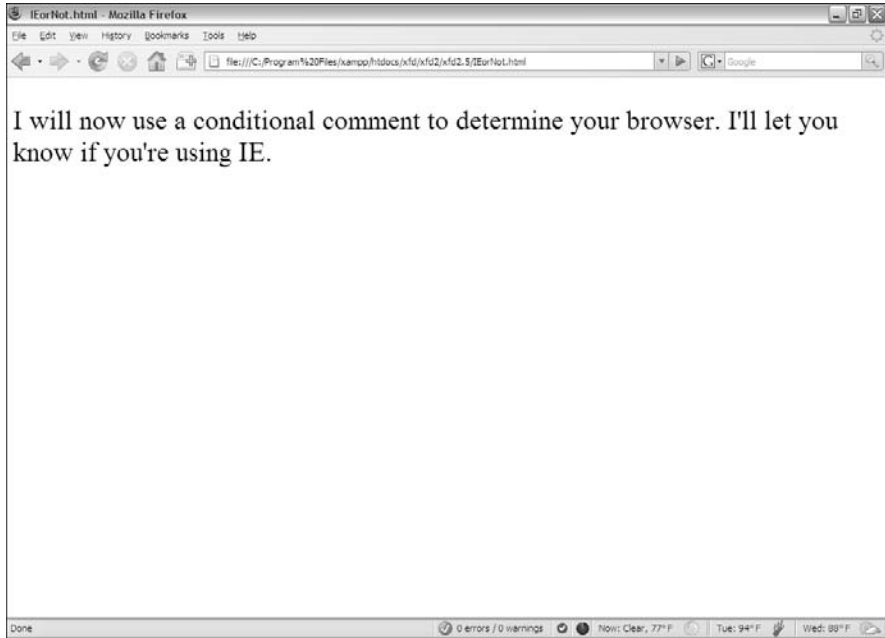 IEorNot.html - Mozilla Firefox
File Edit View History Bookmarks Tools Help
file:///C:/Program%20Files/xampp/htdocs/xfd/xfd2/xfd2.5/IEorNot.html
G Google
I will now use a conditional comment to determine your browser. I'll let you
know if you're using IE.
Done 0 errors / 0 warnings Now: Clear, 77° F Tue: 94° F Wed: 88° F